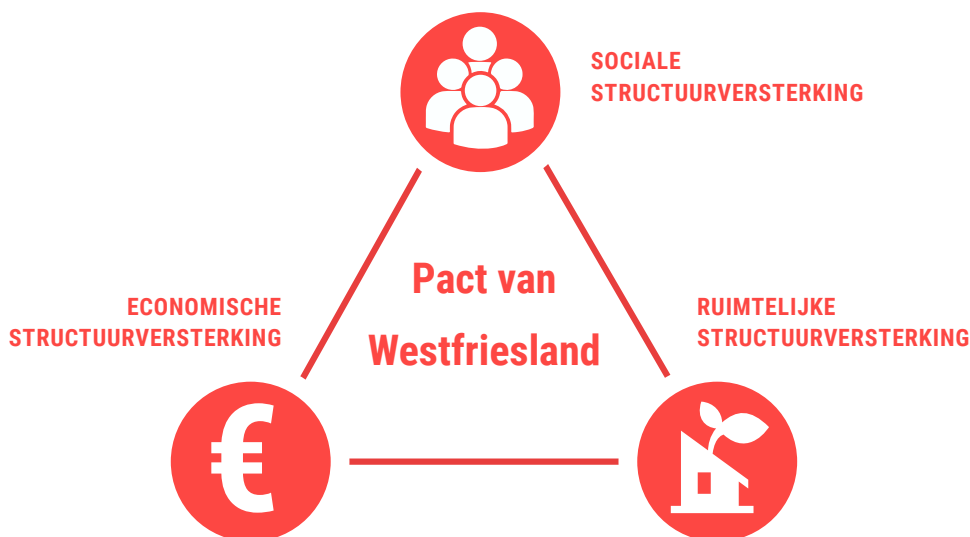 SOCIALE
STRUCTUURVERSTERKING
Pact van
Westfriesland
ECONOMISCHE
STRUCTUURVERSTERKING
RUIMTELIJKE
STRUCTUURVERSTERKING
€